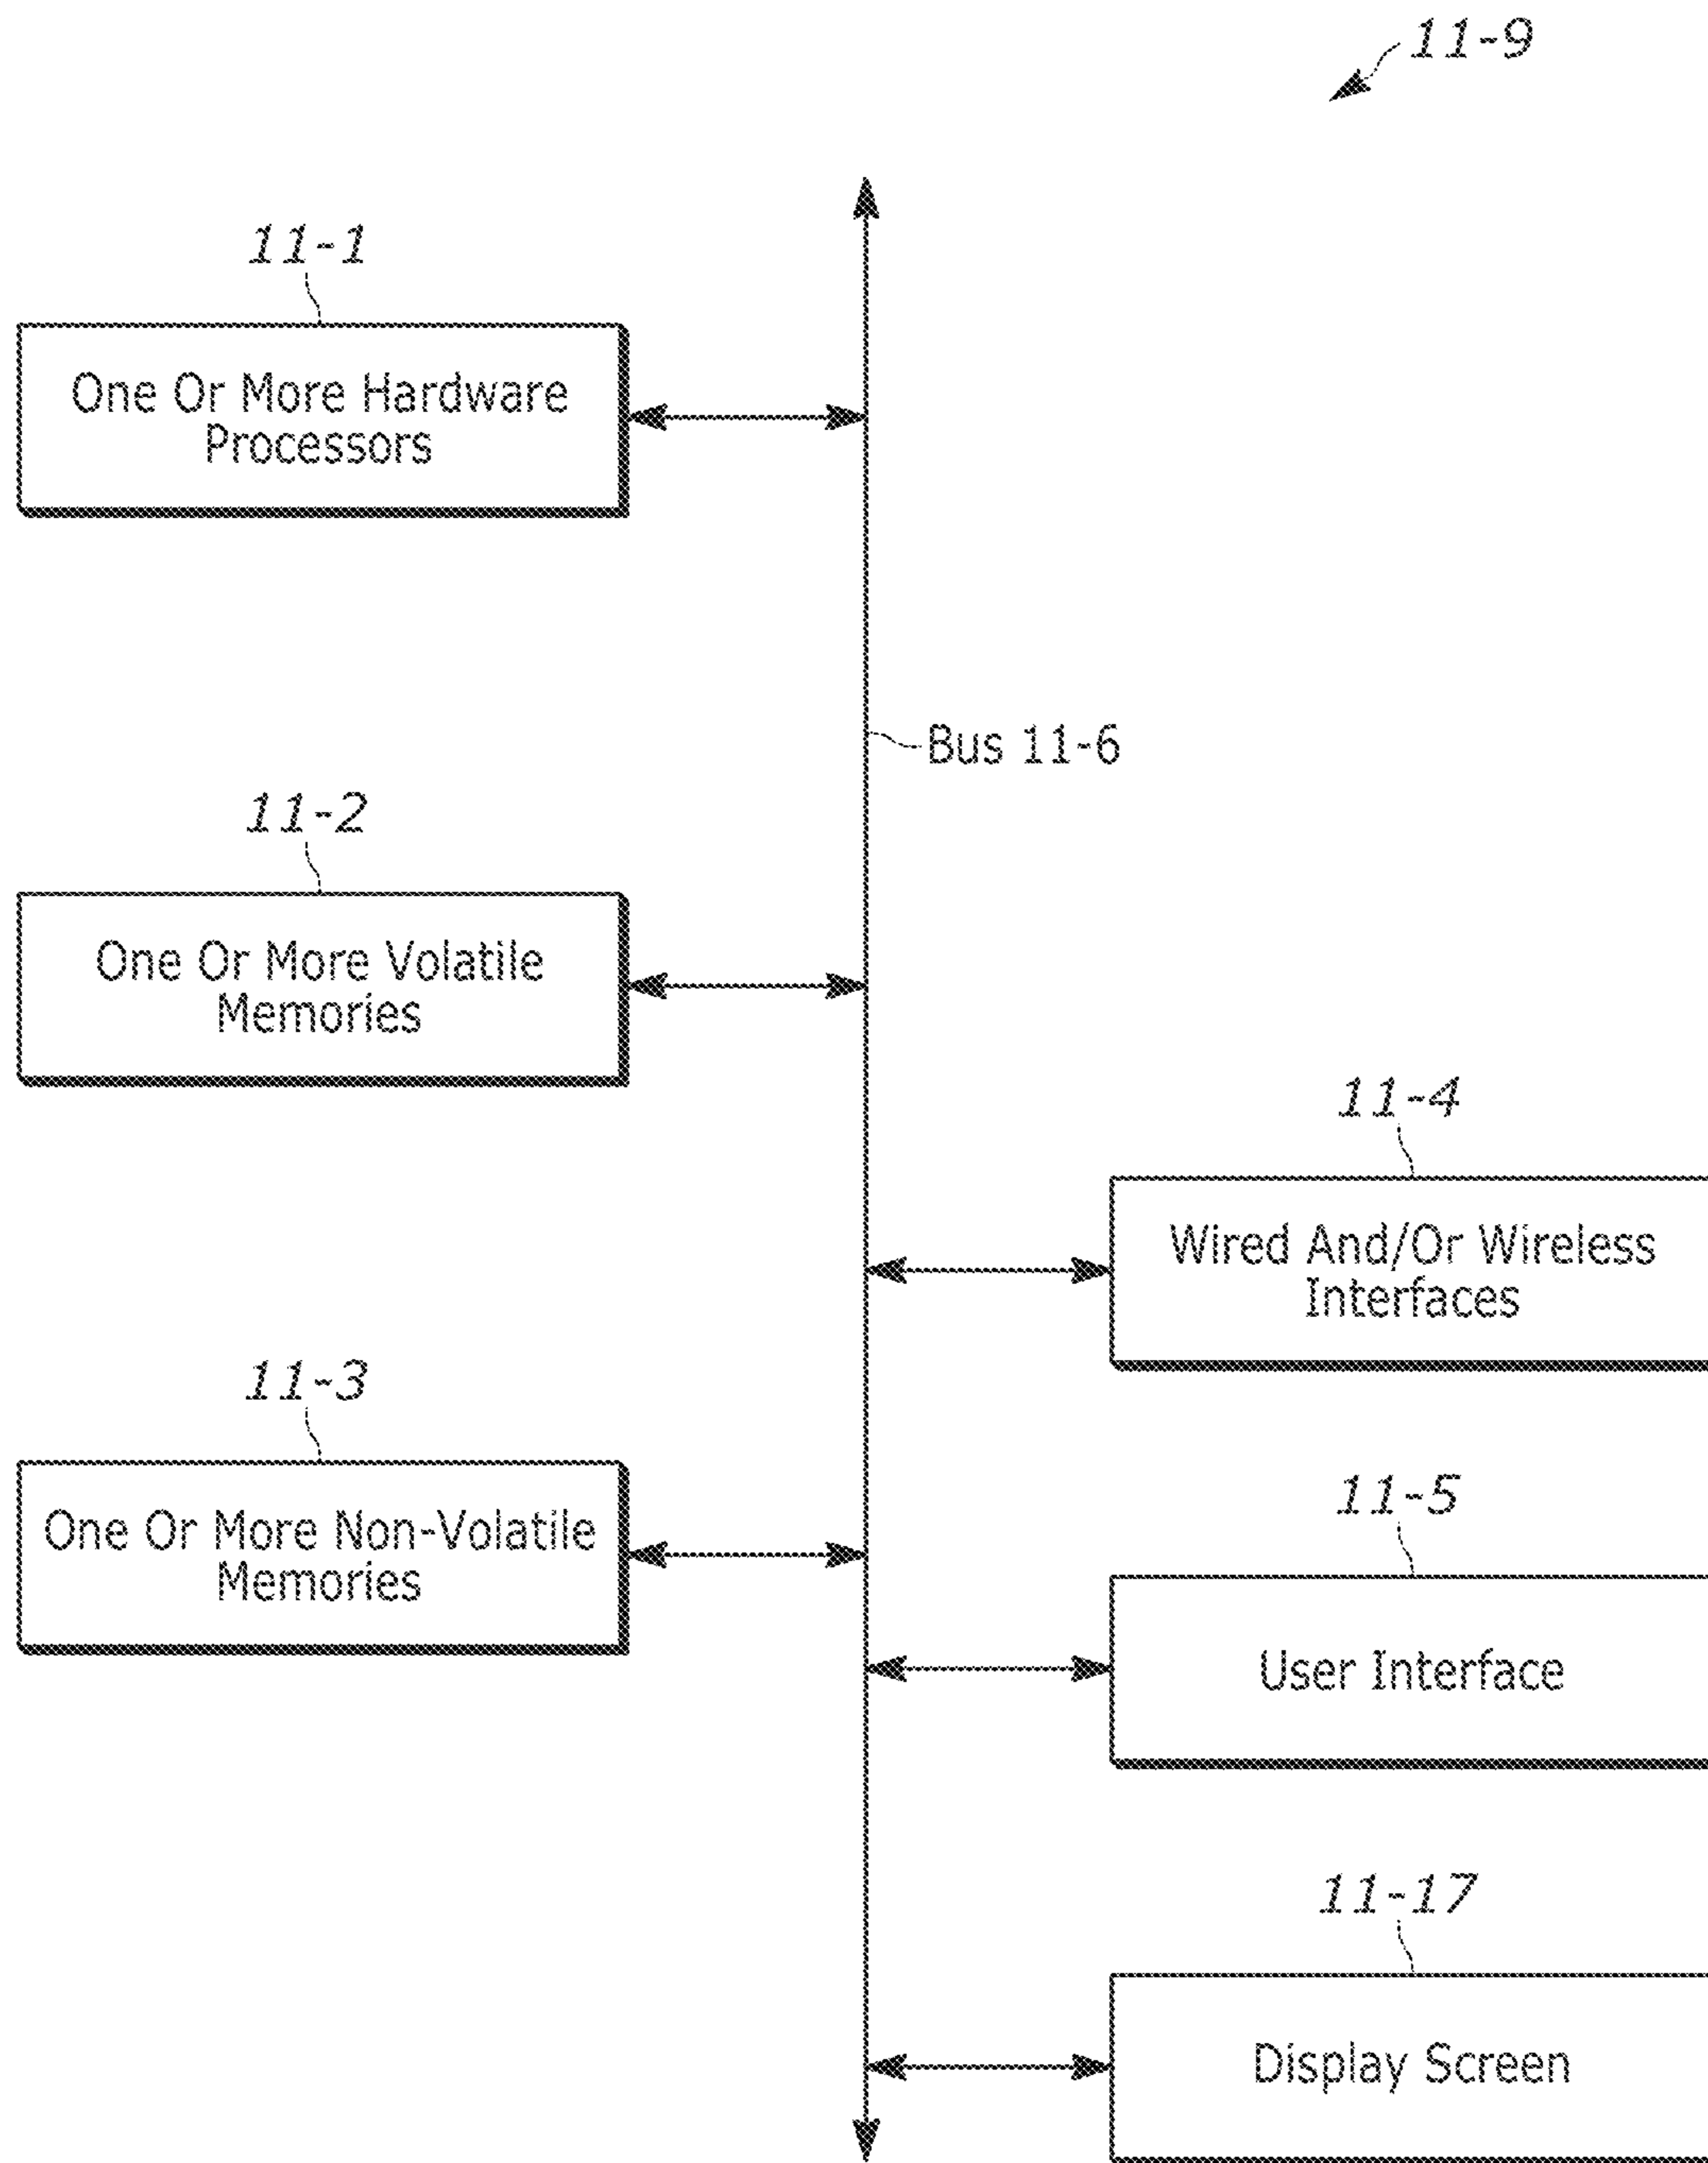 11-9
11-1
One Or More Hardware
Processors
Bus 11-6
11-2
One Or More Volatile
Memories
11-4
Wired And/Or Wireless
Interfaces
11-3
One Or More Non-Volatile
Memories
11-5
User Interface
11-17
Display Screen